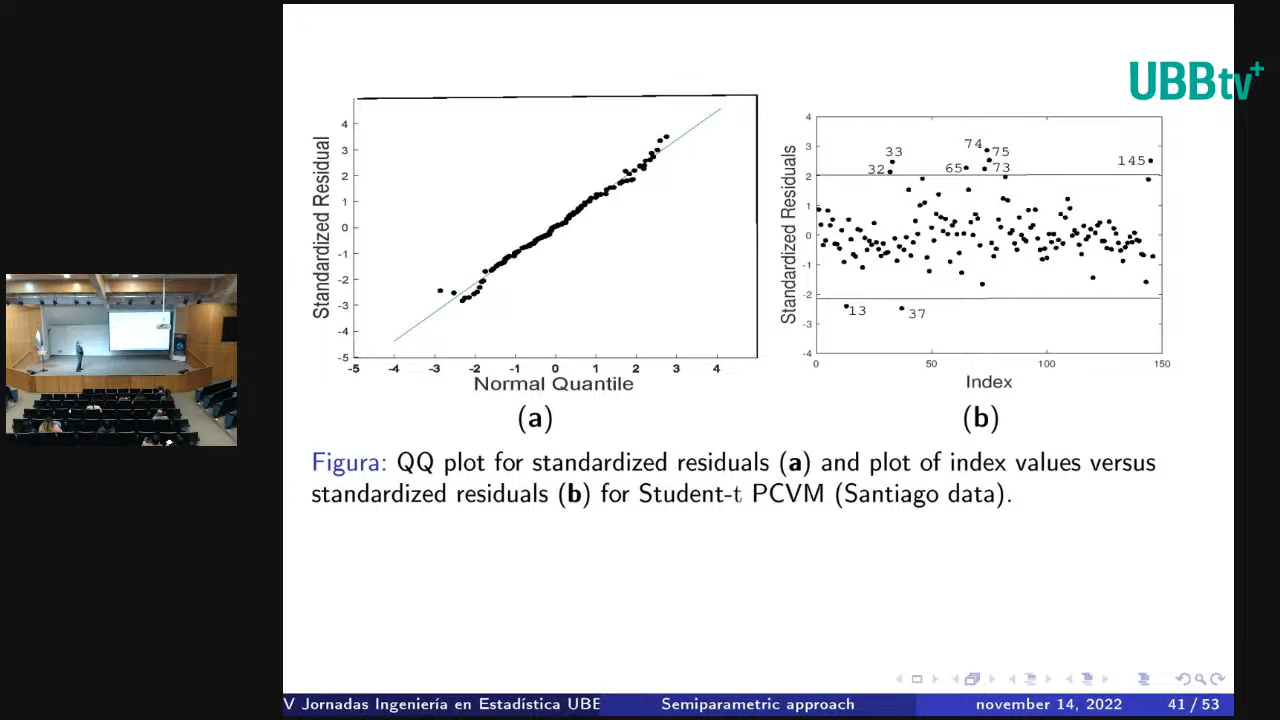 UBBtv+
Standardized Residual
4
3
2
1
0
-1
-2
-3
-4
-5
-5 -4 -3 -2 -1 0 1 2 3 4
Normal Quantile
(a)
Standardized Residuals
4
3
2
1
0
-1
-2
-3
-4
33
32
74
75
65
73
145
13
37
0 50 100 150
Index
(b)
Figura: QQ plot for standardized residuals (a) and plot of index values versus
standardized residuals (b) for Student-t PCVM (Santiago data).
V Jornadas Ingeniería en Estadística UBE Semiparametric approach november 14, 2022 41 / 53